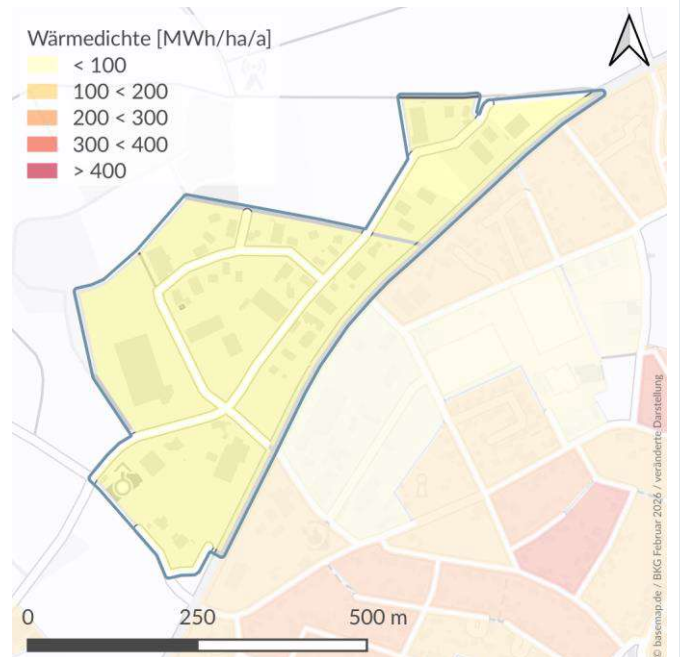 Wärmedichte [MWh/ha/a]
< 100
100 < 200
200 < 300
300 < 400
> 400
0 250 500 m
© basemap.de / BKG Februar 2026 / veränderte Darstellung